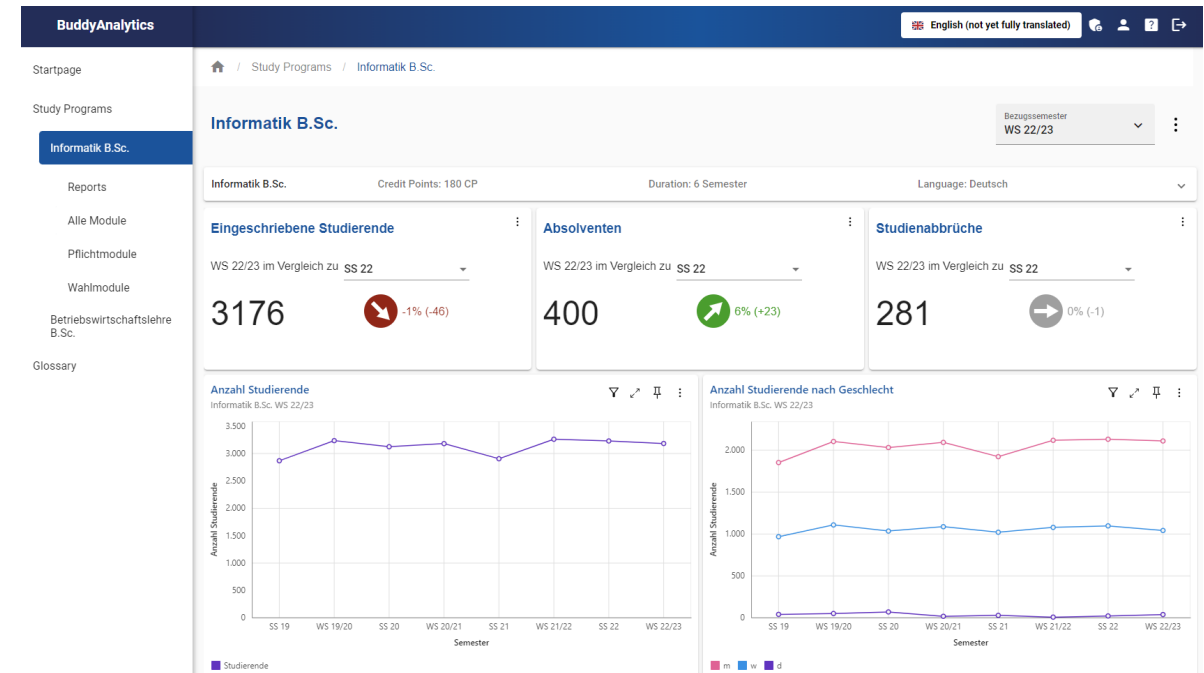 BuddyAnalytics
English (not yet fully translated)
Startpage
Study Programs
Informatik B.Sc.
Reports
Alle Module
Pflichtmodule
Wahlmodule
Betriebswirtschaftslehre
B.Sc.
Glossary
/ Study Programs / Informatik B.Sc.
Informatik B.Sc.
Bezugssemester
WS 22/23
Informatik B.Sc. Credit Points: 180 CP Duration: 6 Semester Language: Deutsch
Eingeschriebene Studierende
WS 22/23 im Vergleich zu SS 22
3176 -1% (-46)
Absolventen
WS 22/23 im Vergleich zu SS 22
400 6% (+23)
Studienabbrüche
WS 22/23 im Vergleich zu SS 22
281 0% (-1)
Anzahl Studierende
Informatik B.Sc. WS 22/23
Anzahl Studierende
3.500
3.000
2.500
2.000
1.500
1.000
500
0
SS 19 WS 19/20 SS 20 WS 20/21 SS 21 WS 21/22 SS 22 WS 22/23
Semester
Studierende
Anzahl Studierende nach Geschlecht
Informatik B.Sc. WS 22/23
Anzahl Studierende
2.000
1.500
1.000
500
0
SS 19 WS 19/20 SS 20 WS 20/21 SS 21 WS 21/22 SS 22 WS 22/23
Semester
m w d